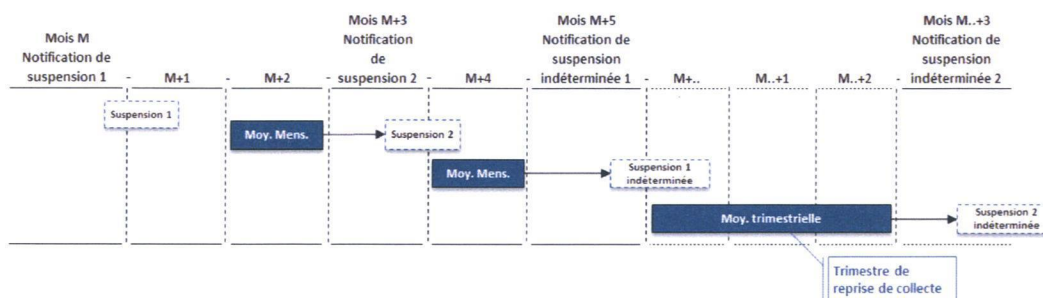 Mois M
Notification de
suspension 1
-
M+1
-
M+2
-
Mois M+3
Notification
de
suspension 2
-
M+4
-
Mois M+5
Notification de
suspension
indéterminée 1
-
M+..
M..+1
M..+2
-
Mois M..+3
Notification de
suspension
indéterminée 2
Suspension 1
Moy. Mens.
Suspension 2
Moy. Mens.
Suspension 1
indéterminée
Moy. trimestrielle
Suspension 2
indéterminée
Trimestre de
reprise de collecte